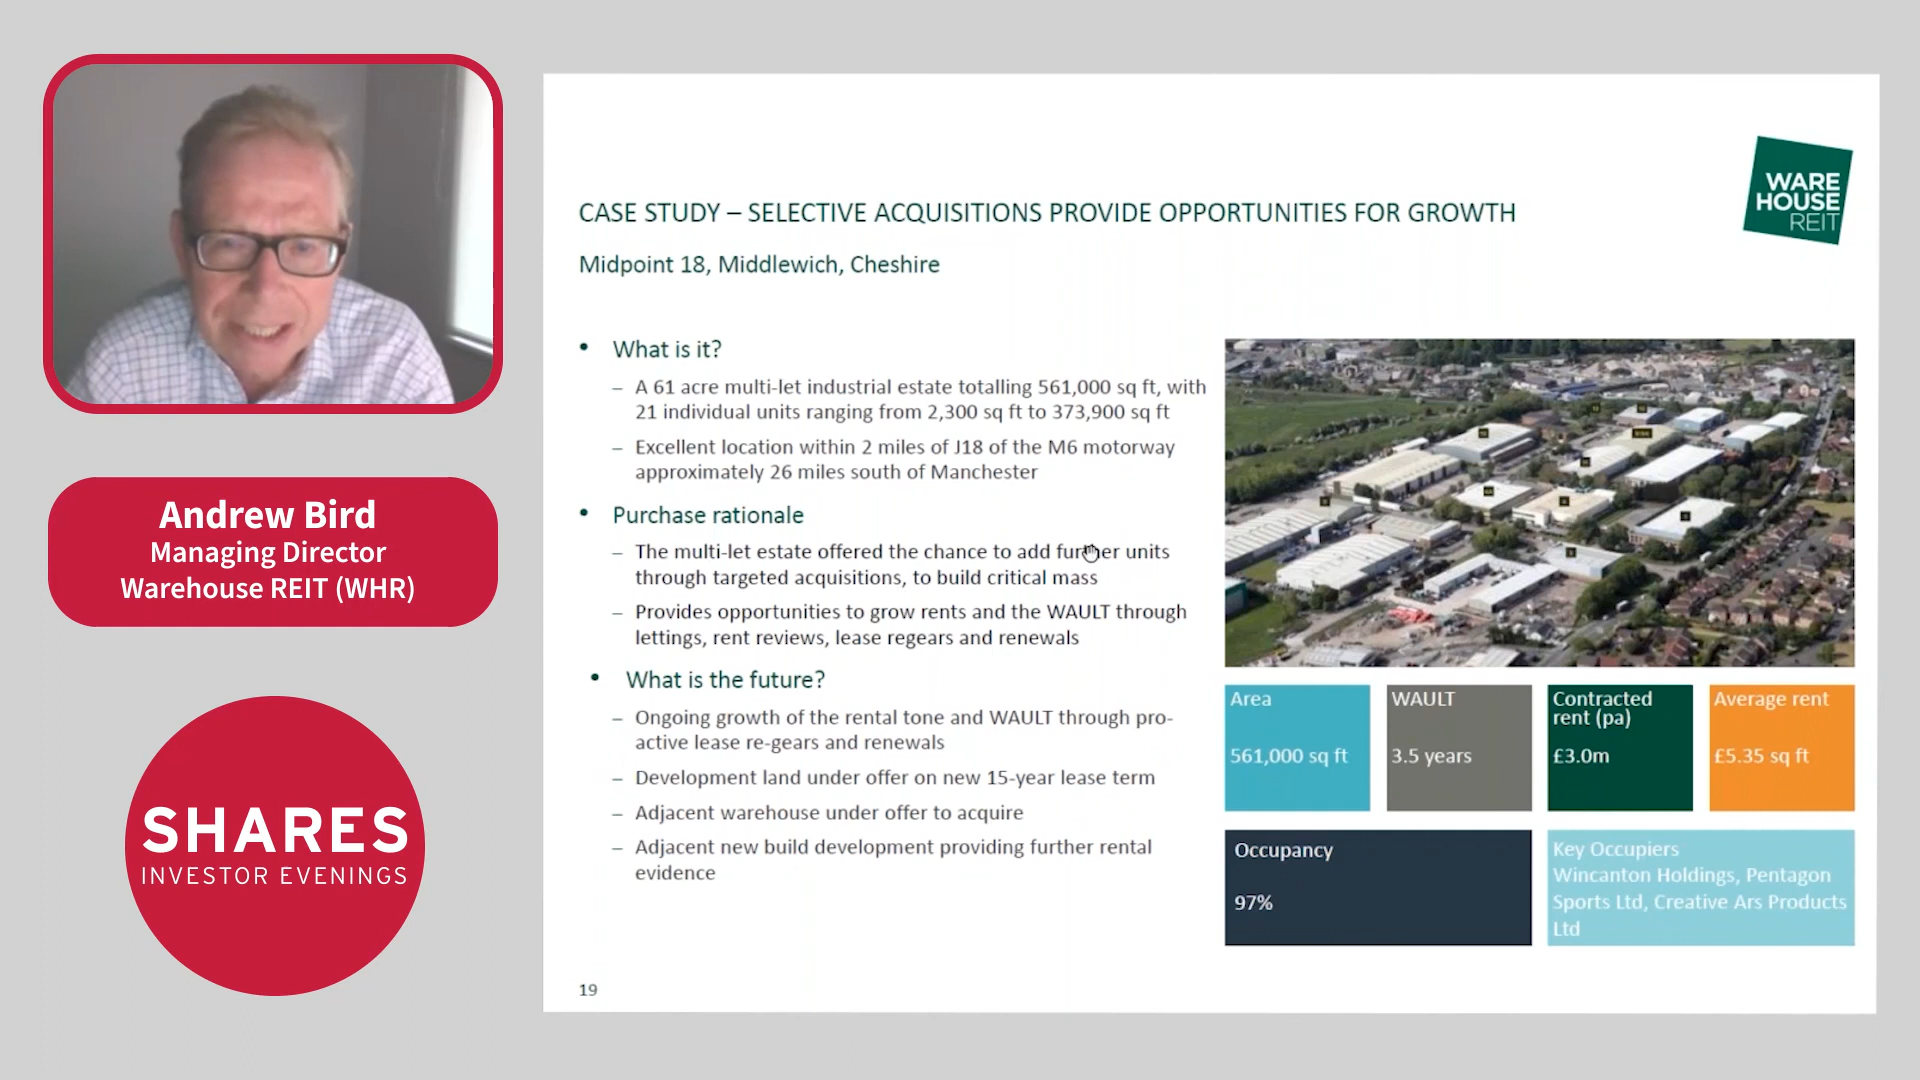 Andrew Bird
Managing Director
Warehouse REIT (WHR)
SHARES
INVESTOR EVENINGS
WARE
HOUSE
REIT
CASE STUDY – SELECTIVE ACQUISITIONS PROVIDE OPPORTUNITIES FOR GROWTH
Midpoint 18, Middlewich, Cheshire
• What is it?
– A 61 acre multi-let industrial estate totalling 561,000 sq ft, with
21 individual units ranging from 2,300 sq ft to 373,900 sq ft
– Excellent location within 2 miles of J18 of the M6 motorway
approximately 26 miles south of Manchester
• Purchase rationale
– The multi-let estate offered the chance to add further units
through targeted acquisitions, to build critical mass
– Provides opportunities to grow rents and the WAULT through
lettings, rent reviews, lease regears and renewals
• What is the future?
– Ongoing growth of the rental tone and WAULT through pro-
active lease re-gears and renewals
– Development land under offer on new 15-year lease term
– Adjacent warehouse under offer to acquire
– Adjacent new build development providing further rental
evidence
Area
561,000 sq ft
WAULT
3.5 years
Contracted
rent (pa)
£3.0m
Average rent
£5.35 sq ft
Occupancy
97%
Key Occupiers
Wincanton Holdings, Pentagon
Sports Ltd, Creative Ars Products
Ltd
19